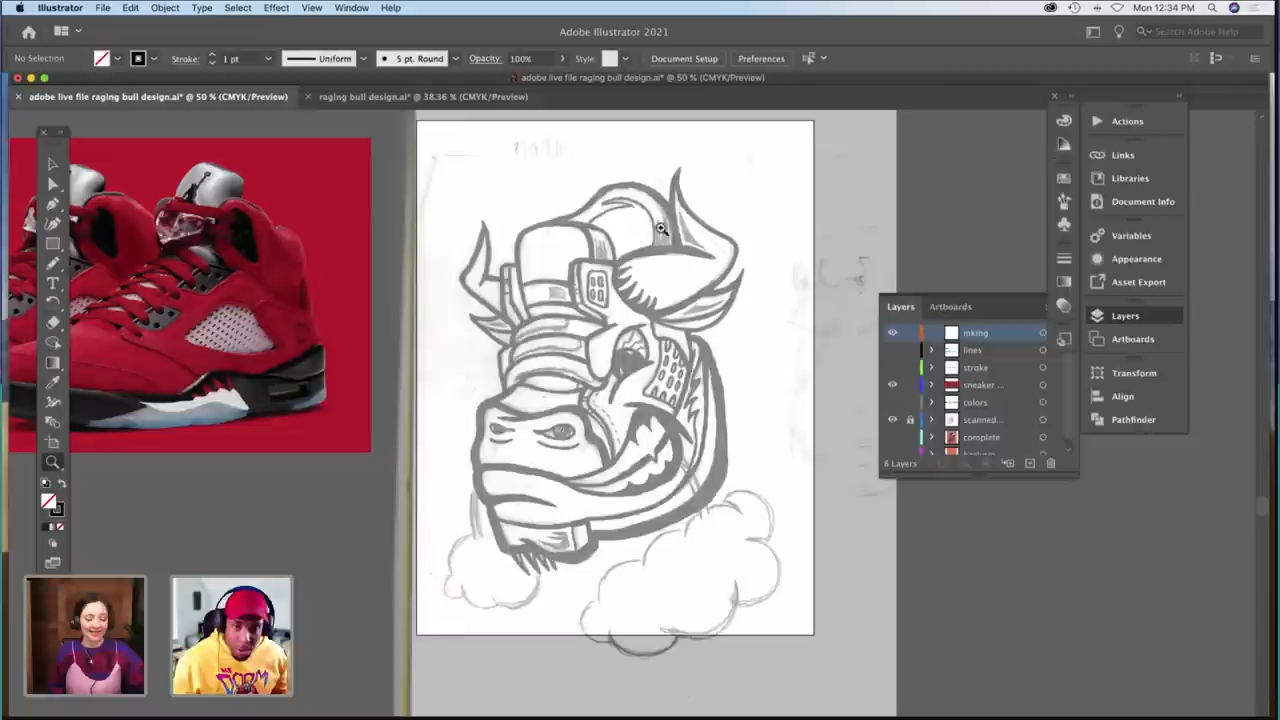 Illustrator File Edit Object Type Select Effect View Window Help
Mon 12:34 PM
Adobe Illustrator 2021
Search Adobe Help
No Selection
Stroke: 1 pt
Uniform
5 pt. Round
Opacity: 100%
Style:
Document Setup
Preferences
adobe live file raging bull design.ai* @ 50 % (CMYK/Preview)
adobe live file raging bull design.ai* @ 50 % (CMYK/Preview)
raging bull design.ai* @ 38.36 % (CMYK/Preview)
Actions
Links
Libraries
Document Info
Variables
Appearance
Asset Export
Layers
Artboards
Transform
Align
Pathfinder
Layers Artboards
inking
lines
stroke
sneaker ...
colors
scanned...
complete
DOOM